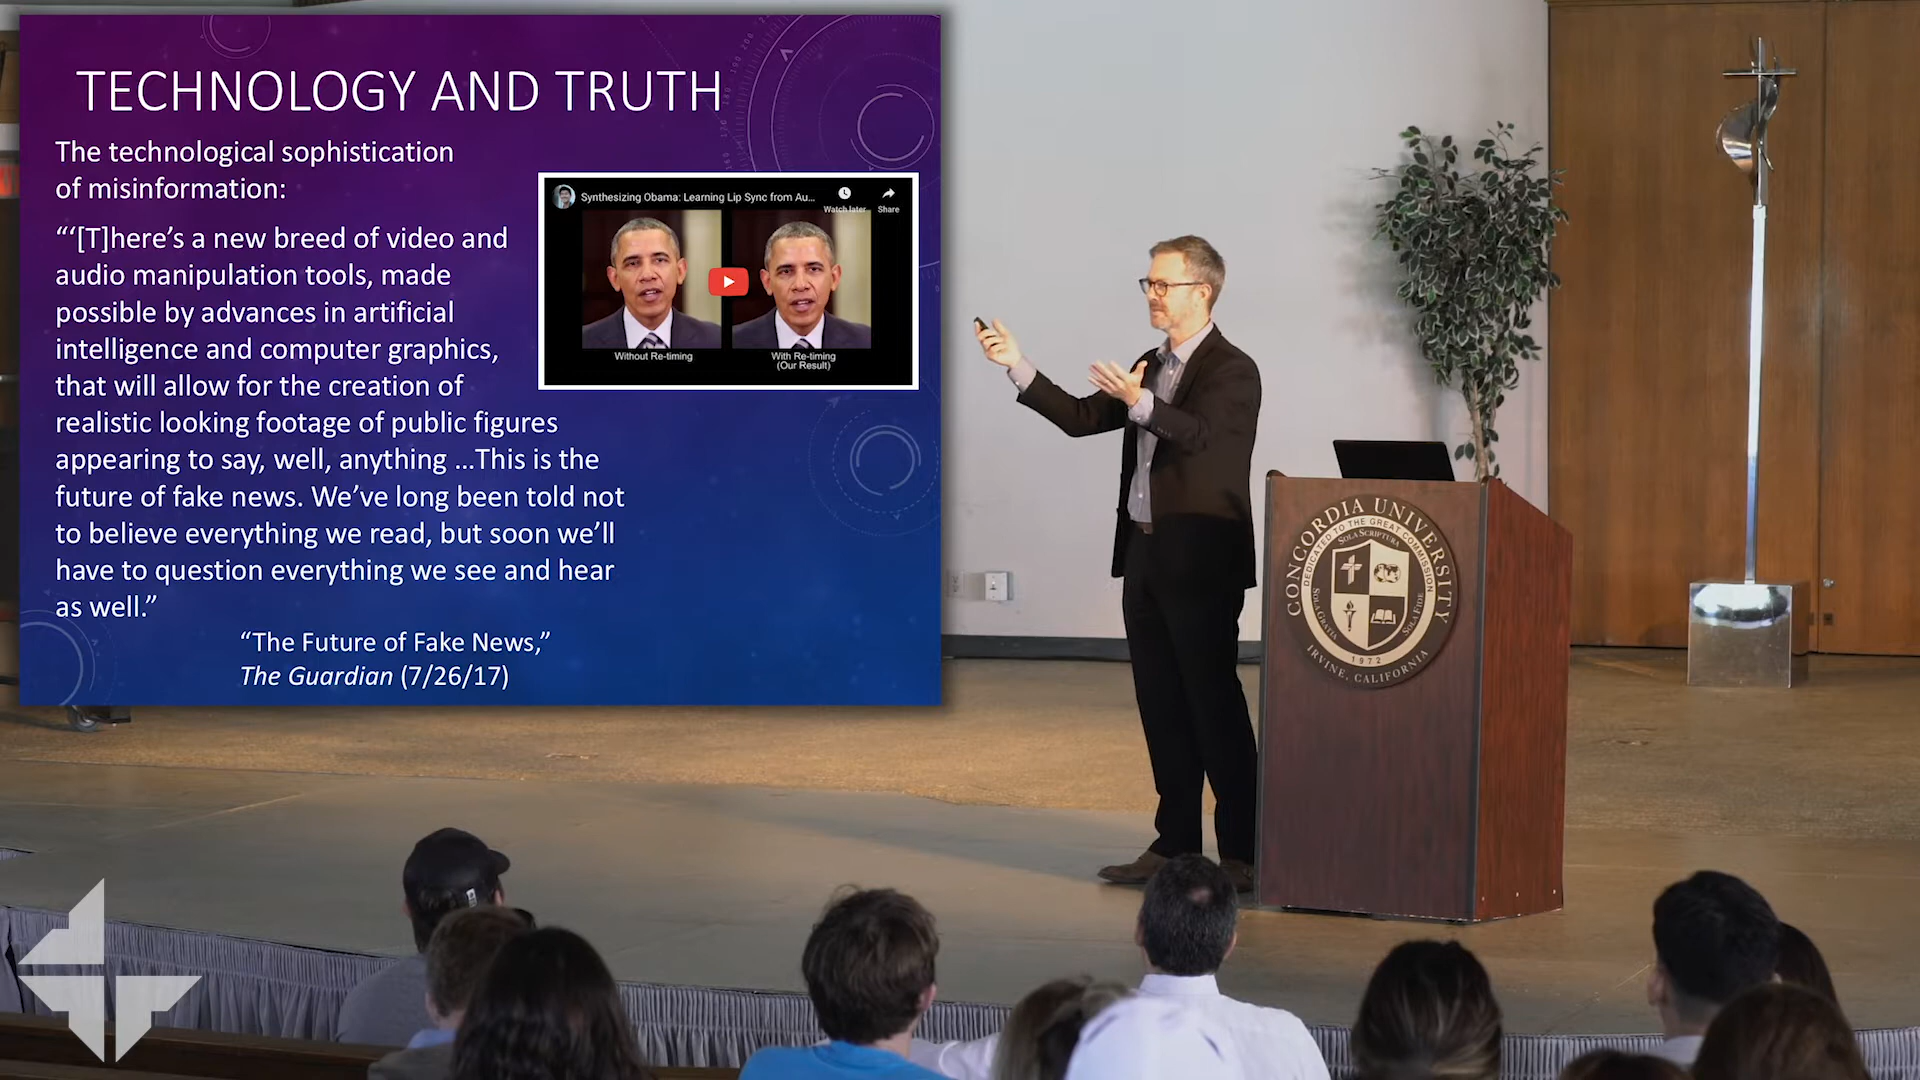 TECHNOLOGY AND TRUTH
The technological sophistication
of misinformation:
“‘[T]here’s a new breed of video and
audio manipulation tools, made
possible by advances in artificial
intelligence and computer graphics,
that will allow for the creation of
realistic looking footage of public figures
appearing to say, well, anything ...This is the
future of fake news. We’ve long been told not
to believe everything we read, but soon we’ll
have to question everything we see and hear
as well.”
“The Future of Fake News,”
The Guardian (7/26/17)
Synthesizing Obama: Learning Lip Sync from Au...
Watch later
Share
Without Re-timing
With Re-timing
(Our Result)
CONCORDIA UNIVERSITY
DEDICATED TO THE GREAT COMMISSION
SOLA SCRIPTURA
SOLA GRATIA
SOLA FIDE
1972
IRVINE, CALIFORNIA